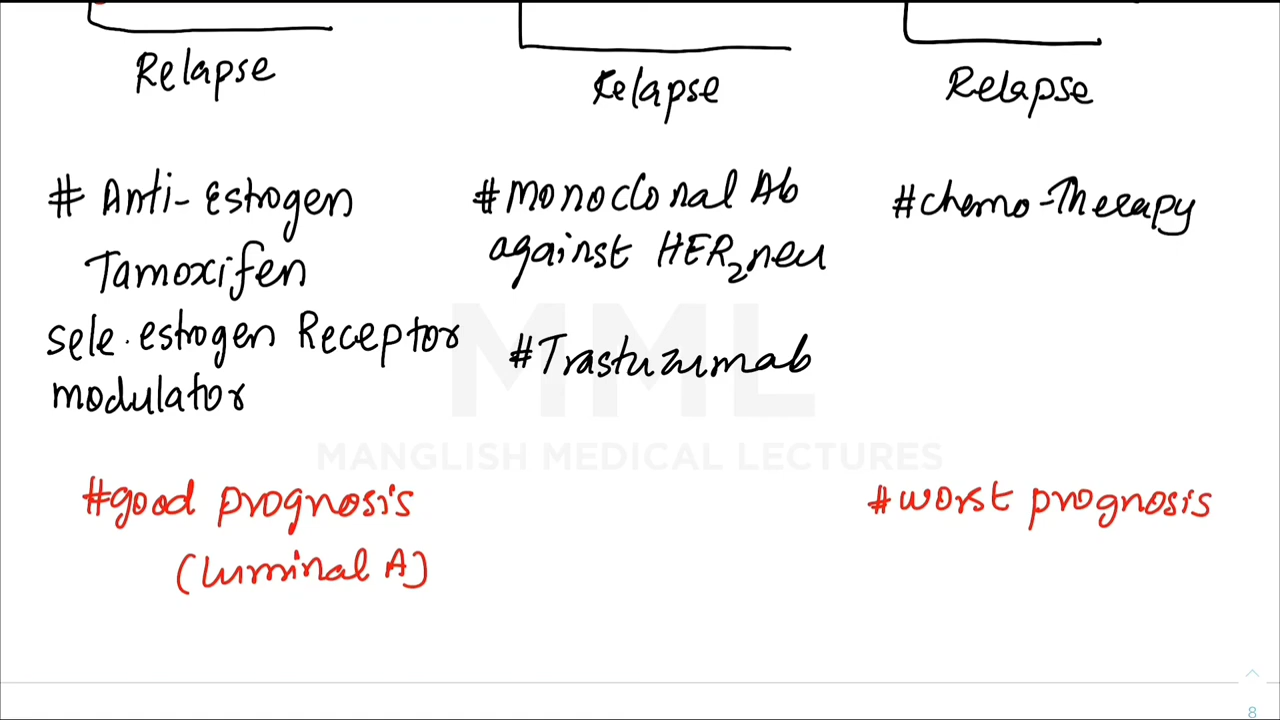 Relapse
Relapse
Relapse
# Anti-Estrogen
Tamoxifen
sele. estrogen Receptor
modulator
#good prognosis
(Luminal A)
#monoclonal Ab
against HER2neu
#Trastuzumab
#chemo-Therapy
#worst prognosis
MML
MANGLISH MEDICAL LECTURES
8